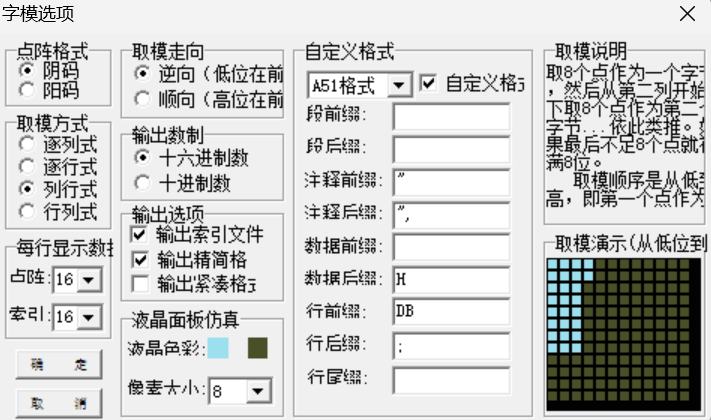 字模选项
点阵格式
阴码
阳码
取模方式
逐列式
逐行式
列行式
行列式
每行显示数据
点阵: 16
索引: 16
确 定
取 消
取模走向
逆向（低位在前
顺向（高位在前
输出数制
十六进制数
十进制数
输出选项
输出索引文件
输出精简格
输出紧凑格式
液晶面板仿真
液晶色彩:
像素大小: 8
自定义格式
A51格式
自定义格式
段前缀:
段后缀:
注释前缀: "
注释后缀: ",
数据前缀:
数据后缀: H
行前缀: DB
行后缀: ;
行尾缀:
取模说明
取8个点作为一个字节
，然后从第二列开始
下取8个点作为第二个
字节...依此类推。如
果最后不足8个点就补
满8位。
取模顺序是从低到
高，即第一个点作为
取模演示(从低位到